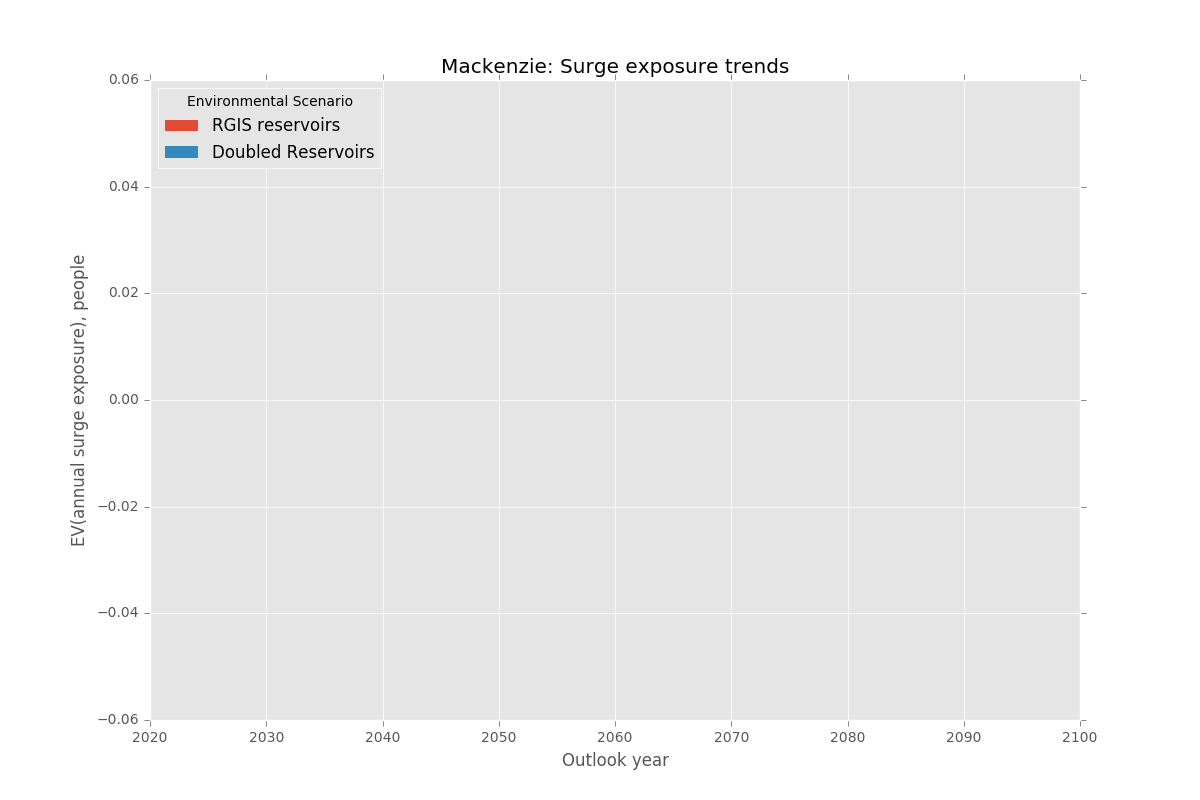 Mackenzie: Surge exposure trends
Environmental Scenario
RGIS reservoirs
Doubled Reservoirs
EV(annual surge exposure), people
0.06
0.04
0.02
0.00
−0.02
−0.04
−0.06
2020 2030 2040 2050 2060 2070 2080 2090 2100
Outlook year